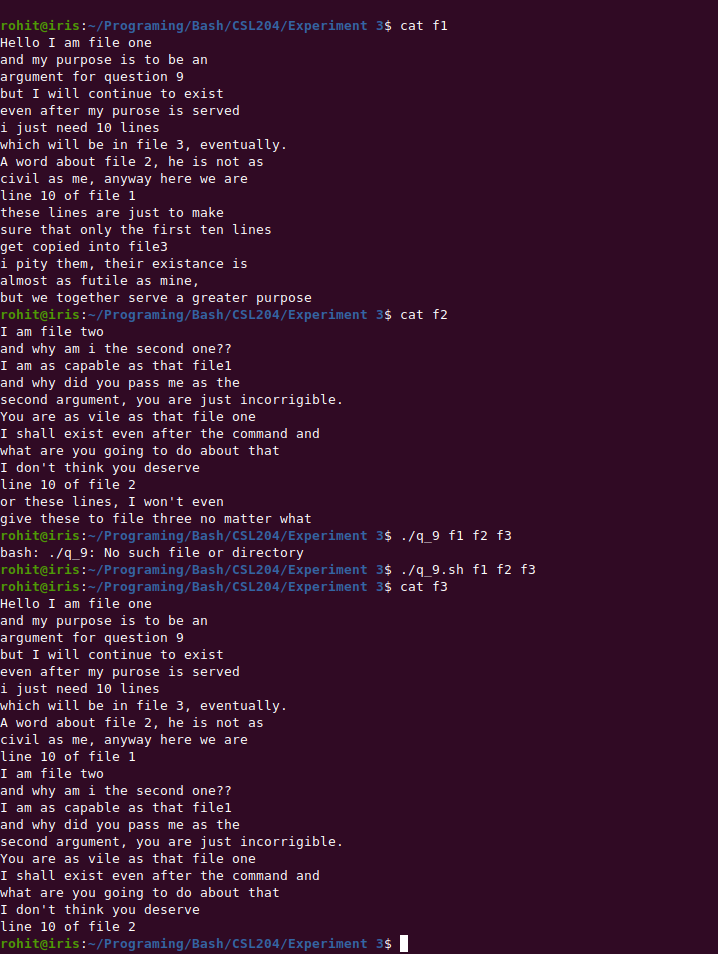 rohit@iris:~/Programing/Bash/CSL204/Experiment 3$ cat f1
Hello I am file one
and my purpose is to be an
argument for question 9
but I will continue to exist
even after my purose is served
i just need 10 lines
which will be in file 3, eventually.
A word about file 2, he is not as
civil as me, anyway here we are
line 10 of file 1
these lines are just to make
sure that only the first ten lines
get copied into file3
i pity them, their existance is
almost as futile as mine,
but we together serve a greater purpose
rohit@iris:~/Programing/Bash/CSL204/Experiment 3$ cat f2
I am file two
and why am i the second one??
I am as capable as that file1
and why did you pass me as the
second argument, you are just incorrigible.
You are as vile as that file one
I shall exist even after the command and
what are you going to do about that
I don't think you deserve
line 10 of file 2
or these lines, I won't even
give these to file three no matter what
rohit@iris:~/Programing/Bash/CSL204/Experiment 3$ ./q_9 f1 f2 f3
bash: ./q_9: No such file or directory
rohit@iris:~/Programing/Bash/CSL204/Experiment 3$ ./q_9.sh f1 f2 f3
rohit@iris:~/Programing/Bash/CSL204/Experiment 3$ cat f3
Hello I am file one
and my purpose is to be an
argument for question 9
but I will continue to exist
even after my purose is served
i just need 10 lines
which will be in file 3, eventually.
A word about file 2, he is not as
civil as me, anyway here we are
line 10 of file 1
I am file two
and why am i the second one??
I am as capable as that file1
and why did you pass me as the
second argument, you are just incorrigible.
You are as vile as that file one
I shall exist even after the command and
what are you going to do about that
I don't think you deserve
line 10 of file 2
rohit@iris:~/Programing/Bash/CSL204/Experiment 3$